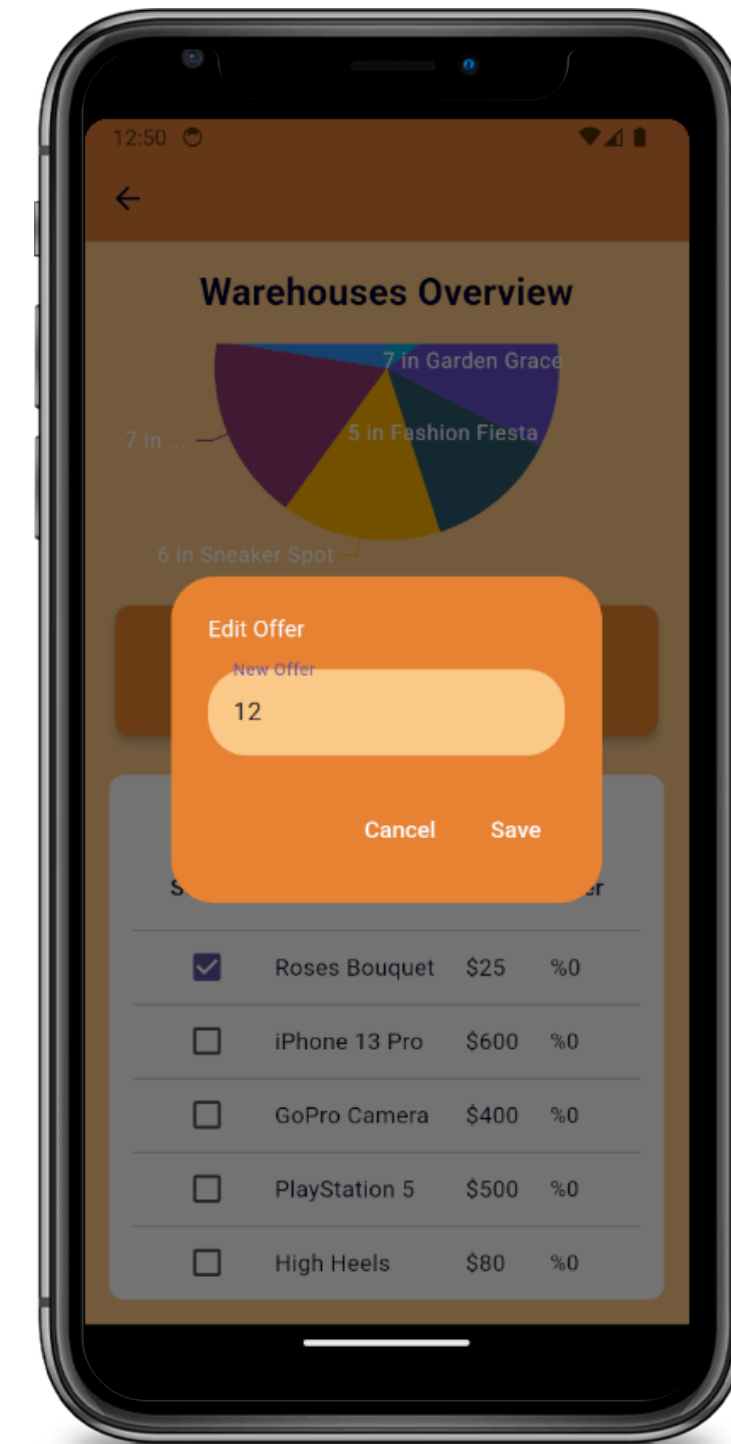 12:50
Warehouses Overview
7 in Garden Grace
5 in Fashion Fiesta
7 in ...
6 in Sneaker Spot
Edit Offer
New Offer
12
Cancel Save
Roses Bouquet $25 %0
iPhone 13 Pro $600 %0
GoPro Camera $400 %0
PlayStation 5 $500 %0
High Heels $80 %0